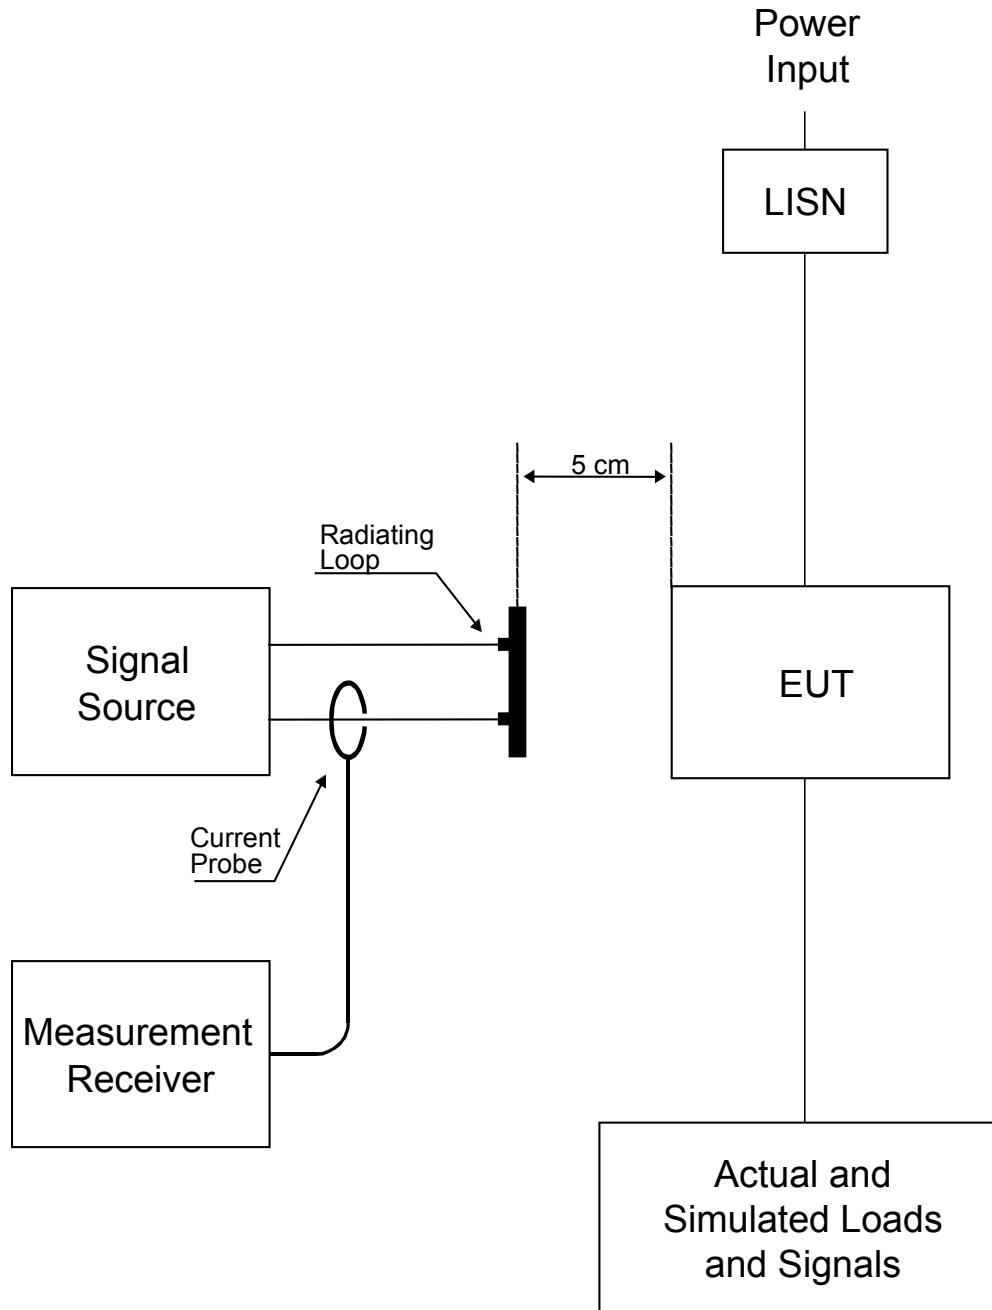 Power
Input
LISN
5 cm
Radiating
Loop
Signal
Source
EUT
Current
Probe
Measurement
Receiver
Actual and
Simulated Loads
and Signals